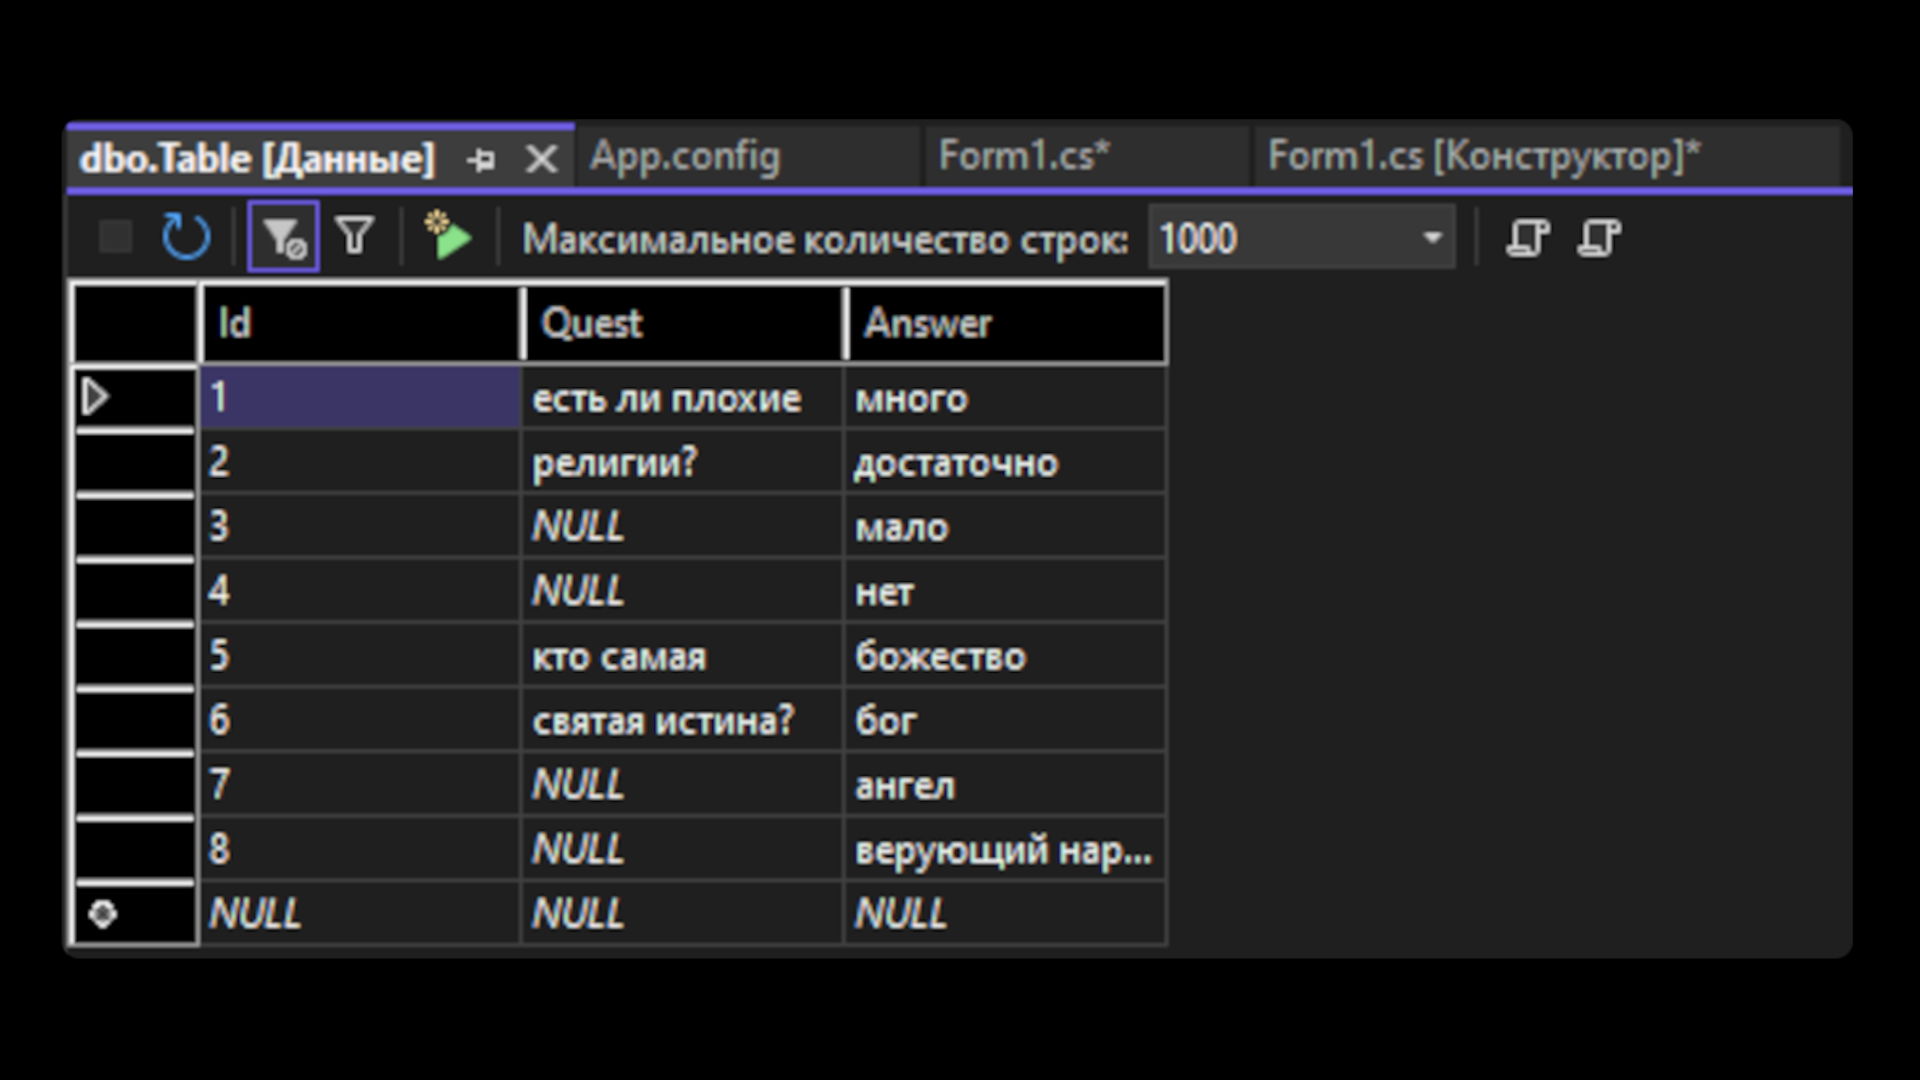 dbo.Table [Данные] App.config Form1.cs* Form1.cs [Конструктор]*
Максимальное количество строк: 1000
Id Quest Answer
1 есть ли плохие много
2 религии? достаточно
3 NULL мало
4 NULL нет
5 кто самая божество
6 святая истина? бог
7 NULL ангел
8 NULL верующий нар...
NULL NULL NULL